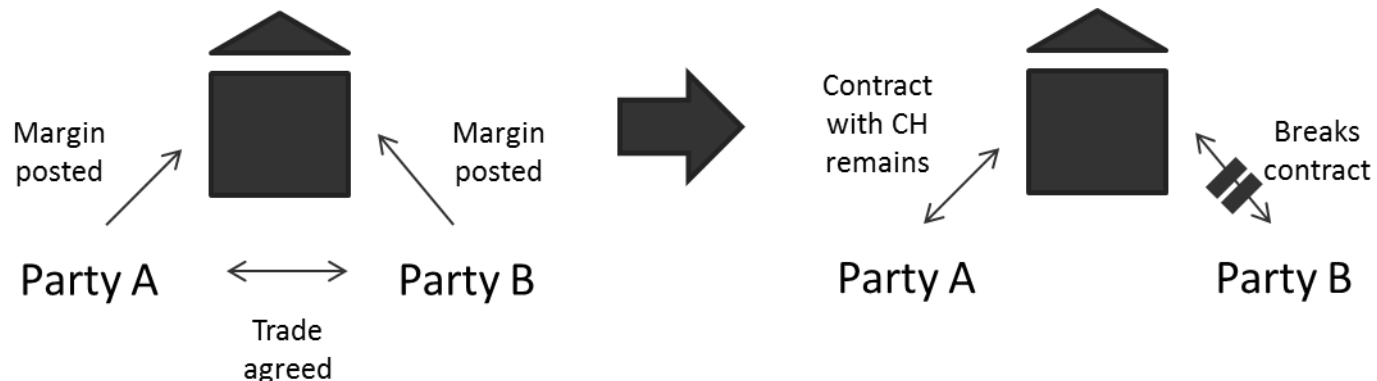 Margin
posted
Margin
posted
Party A
Party B
Trade
agreed
Contract
with CH
remains
Breaks
contract
Party A
Party B